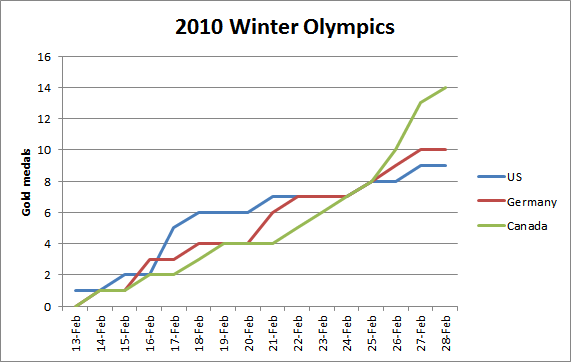 2010 Winter Olympics
Gold medals
16
14
12
10
8
6
4
2
0
13-Feb
14-Feb
15-Feb
16-Feb
17-Feb
18-Feb
19-Feb
20-Feb
21-Feb
22-Feb
23-Feb
24-Feb
25-Feb
26-Feb
27-Feb
28-Feb
US
Germany
Canada